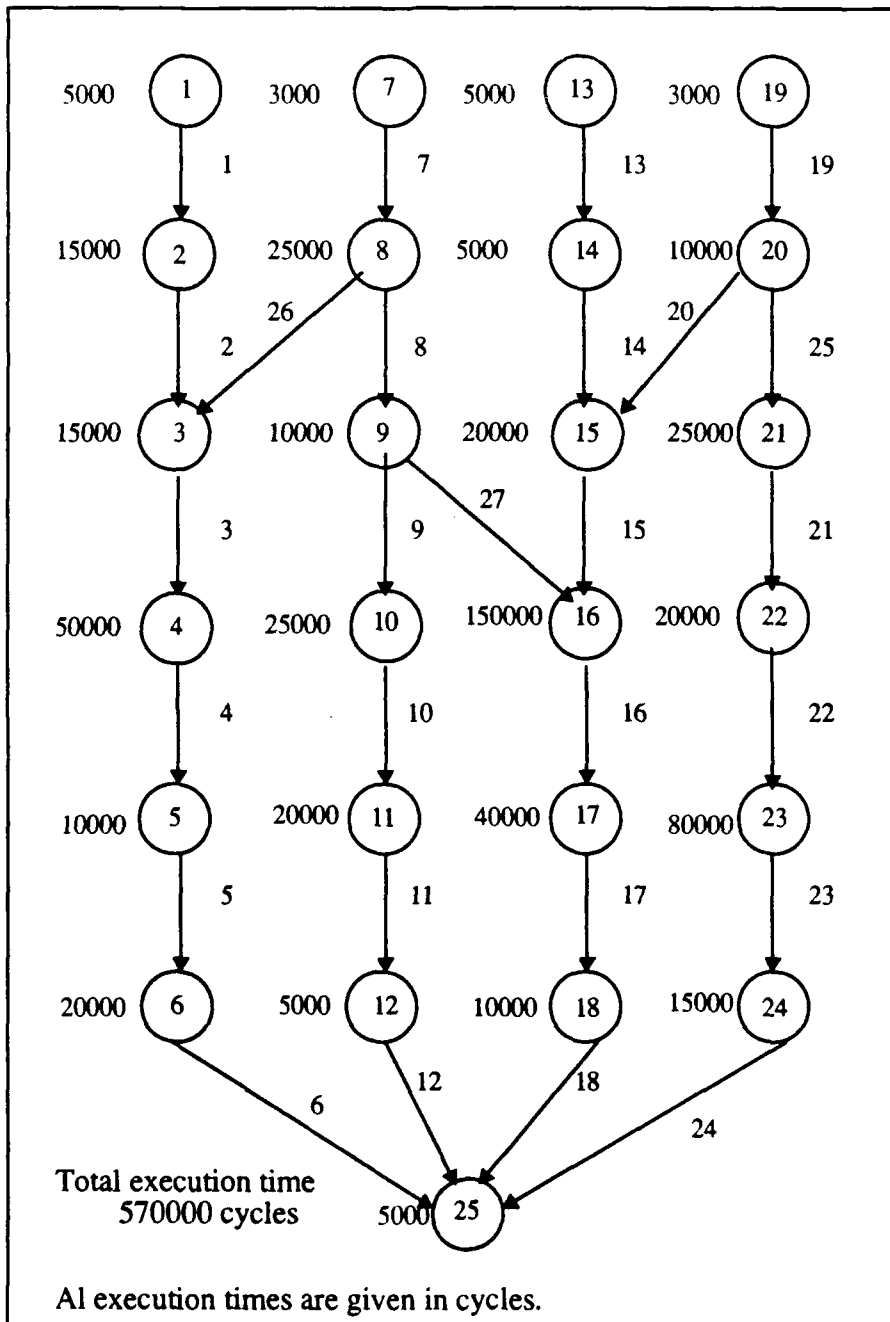 5000 1 3000 7 5000 13 3000 19
1 7 13 19
15000 2 25000 8 5000 14 10000 20
26 20
2 8 14 25
15000 3 10000 9 20000 15 25000 21
27
3 9 15 21
50000 4 25000 10 150000 16 20000 22
4 10 16 22
10000 5 20000 11 40000 17 80000 23
5 11 17 23
20000 6 5000 12 10000 18 15000 24
6 12 18 24
Total execution time
570000 cycles
5000 25
Al execution times are given in cycles.